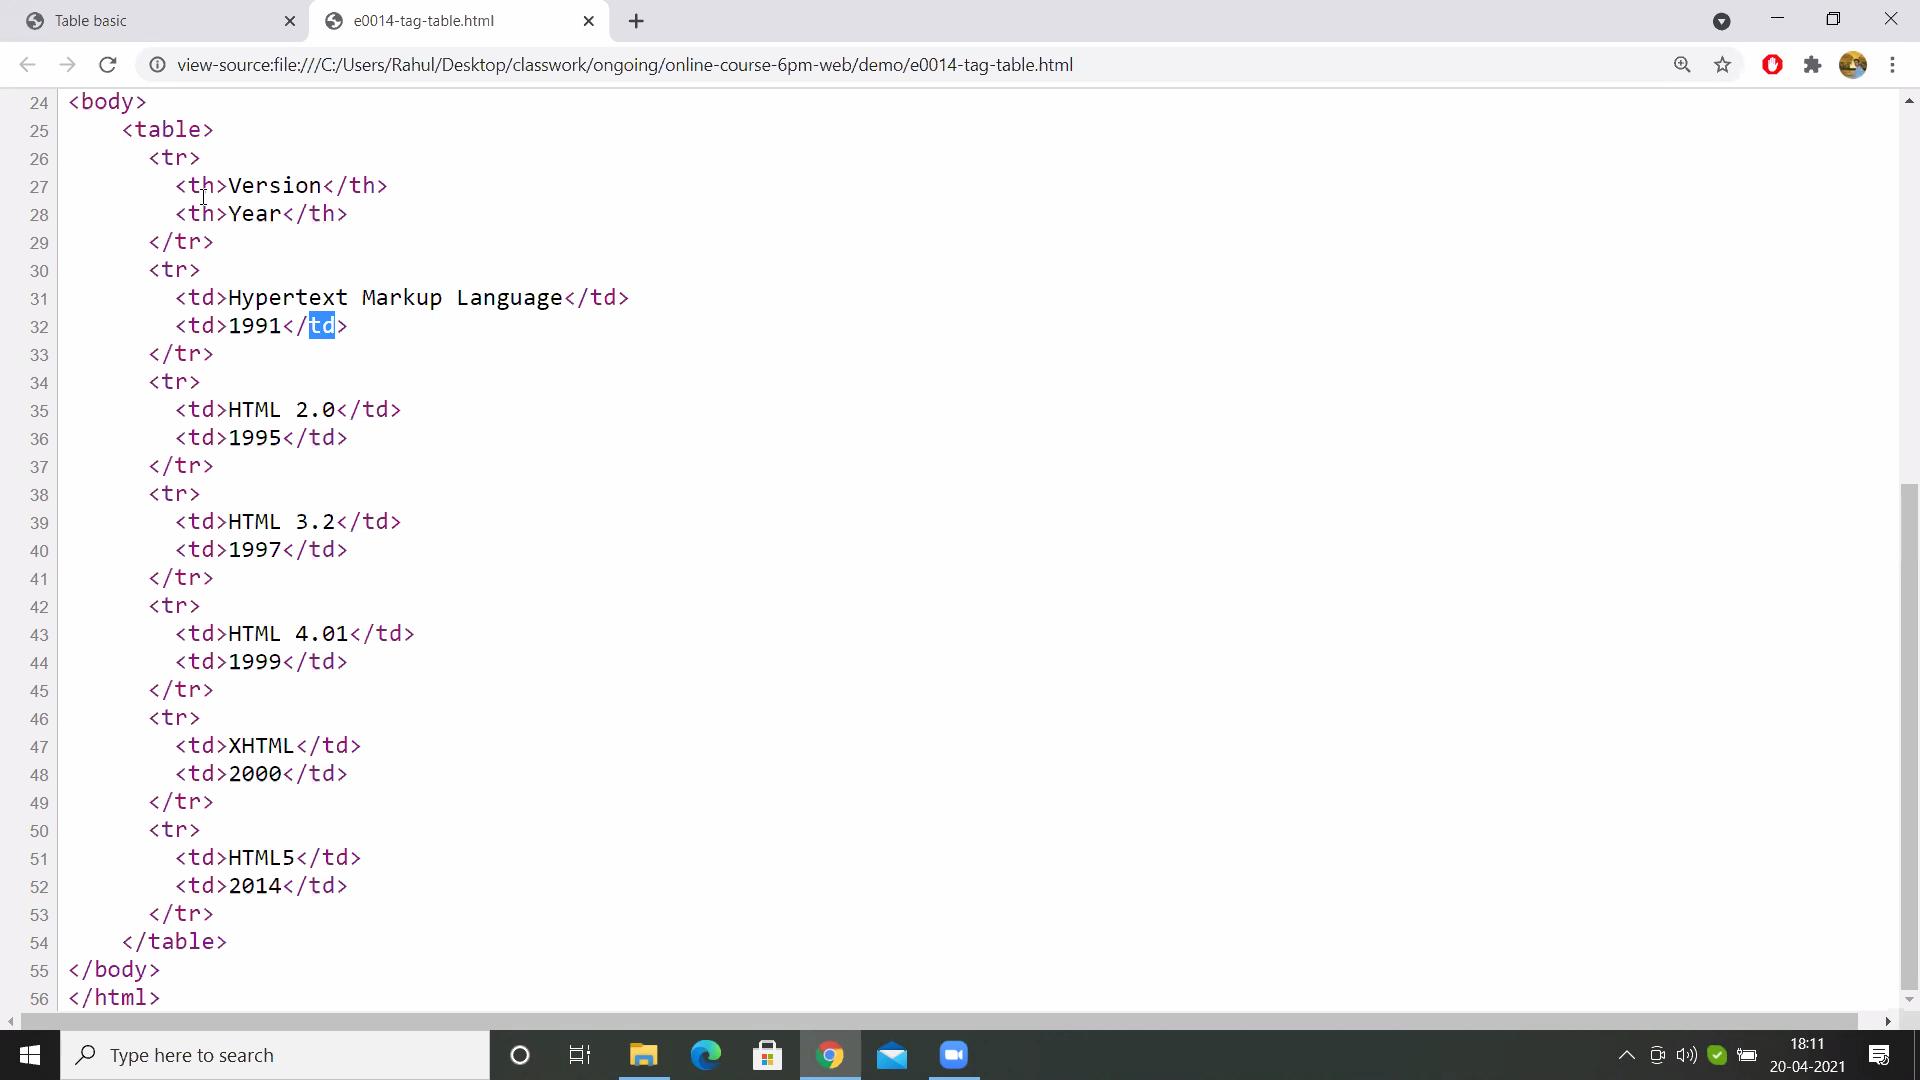 Table basic
e0014-tag-table.html
view-source:file:///C:/Users/Rahul/Desktop/classwork/ongoing/online-course-6pm-web/demo/e0014-tag-table.html
24 <body>
25 <table>
26 <tr>
27 <th>Version</th>
28 <th>Year</th>
29 </tr>
30 <tr>
31 <td>Hypertext Markup Language</td>
32 <td>1991</td>
33 </tr>
34 <tr>
35 <td>HTML 2.0</td>
36 <td>1995</td>
37 </tr>
38 <tr>
39 <td>HTML 3.2</td>
40 <td>1997</td>
41 </tr>
42 <tr>
43 <td>HTML 4.01</td>
44 <td>1999</td>
45 </tr>
46 <tr>
47 <td>XHTML</td>
48 <td>2000</td>
49 </tr>
50 <tr>
51 <td>HTML5</td>
52 <td>2014</td>
53 </tr>
54 </table>
55 </body>
56 </html>
Type here to search
18:11
20-04-2021